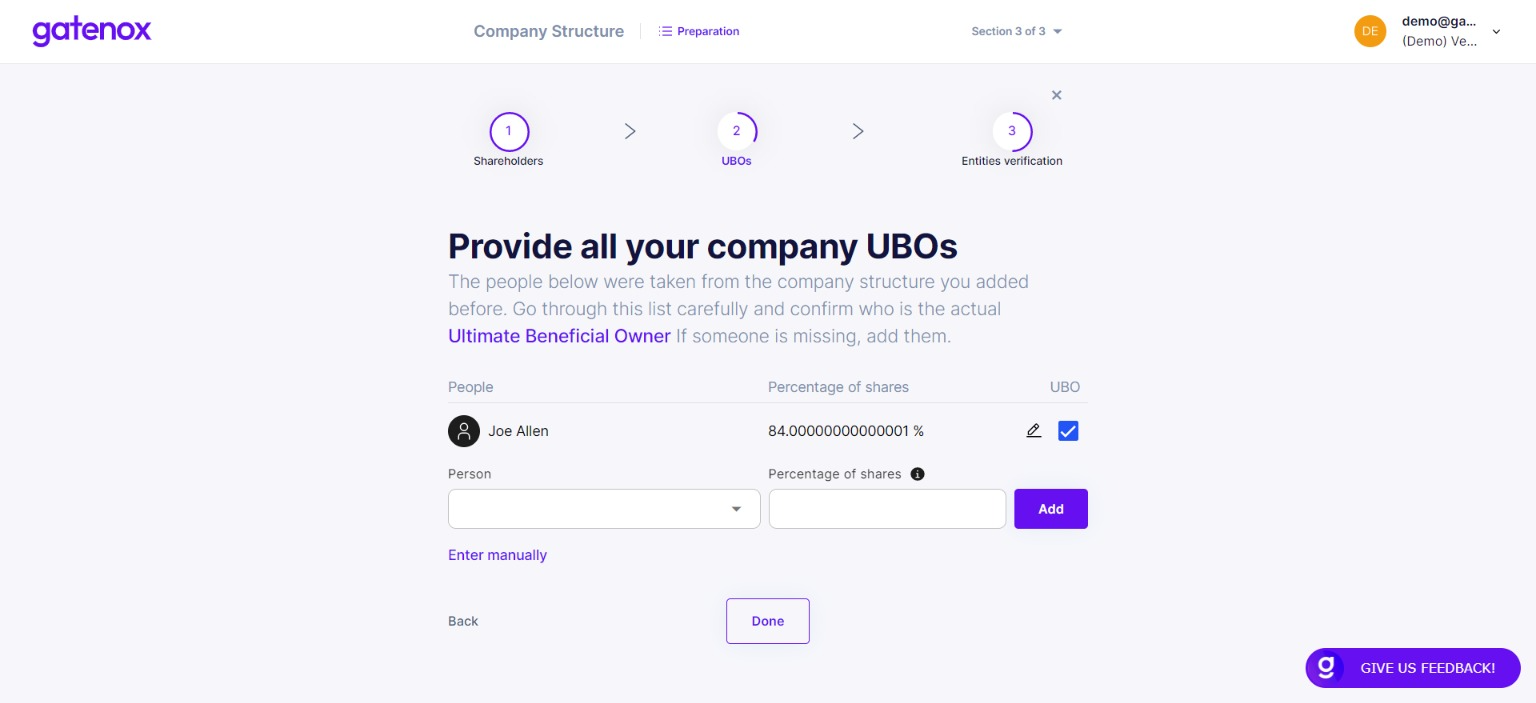 gatenox
Company Structure
Preparation
Section 3 of 3
DE
demo@ga...
(Demo) Ve...
1
2
3
Shareholders
UBOs
Entities verification
Provide all your company UBOs
The people below were taken from the company structure you added
before. Go through this list carefully and confirm who is the actual
Ultimate Beneficial Owner If someone is missing, add them.
People Percentage of shares UBO
Joe Allen 84.00000000000001 %
Person Percentage of shares
Add
Enter manually
Back Done
g GIVE US FEEDBACK!